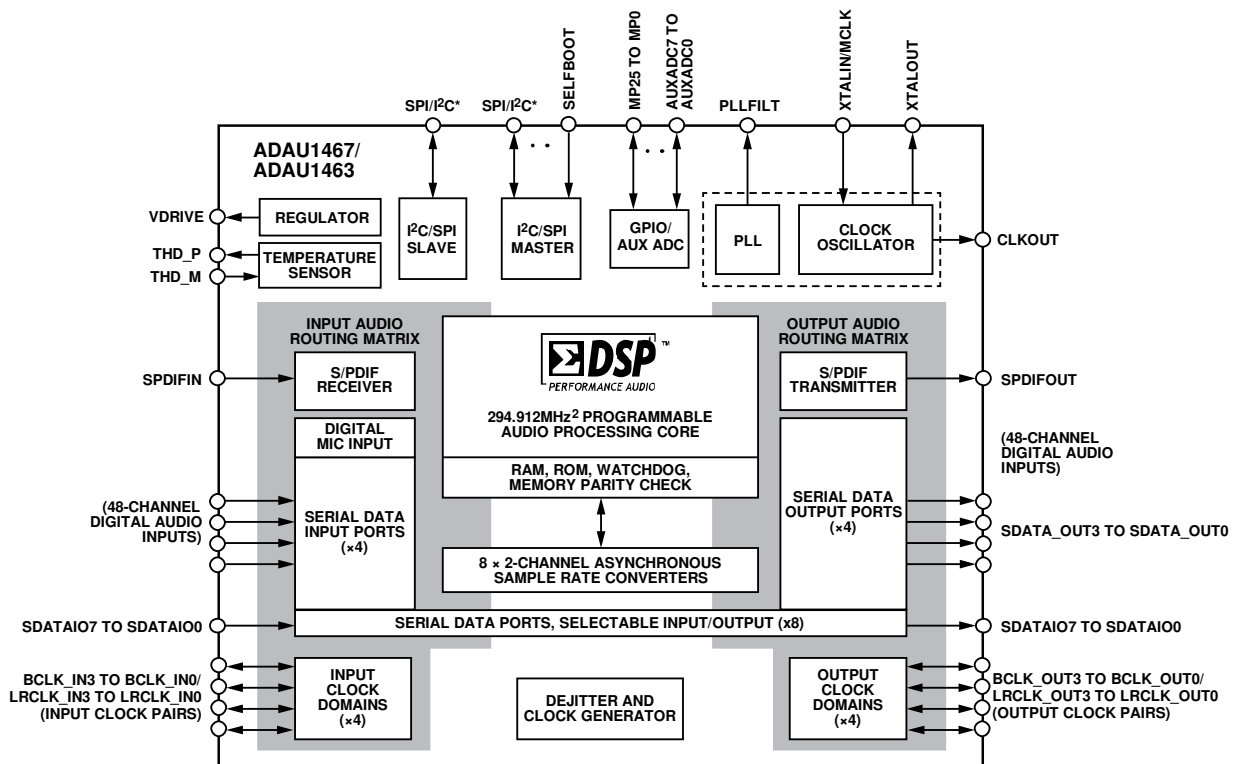 SPI/I²C*
SPI/I²C*
SELFBOOT
MP25 TO MP0
AUXADC7 TO
AUXADC0
PLLFILT
XTALIN/MCLK
XTALOUT
ADAU1467/
ADAU1463
VDRIVE
REGULATOR
THD_P
THD_M
TEMPERATURE
SENSOR
I²C/SPI
SLAVE
I²C/SPI
MASTER
GPIO/
AUX ADC
PLL
CLOCK
OSCILLATOR
CLKOUT
INPUT AUDIO
ROUTING MATRIX
OUTPUT AUDIO
ROUTING MATRIX
SPDIFIN
S/PDIF
RECEIVER
ΣDSP™
PERFORMANCE AUDIO
294.912MHz² PROGRAMMABLE
AUDIO PROCESSING CORE
S/PDIF
TRANSMITTER
SPDIFOUT
DIGITAL
MIC INPUT
RAM, ROM, WATCHDOG,
MEMORY PARITY CHECK
(48-CHANNEL
DIGITAL AUDIO
INPUTS)
(48-CHANNEL
DIGITAL AUDIO
INPUTS)
SERIAL DATA
INPUT PORTS
(×4)
SERIAL DATA
OUTPUT PORTS
(×4)
SDATA_OUT3 TO SDATA_OUT0
8 × 2-CHANNEL ASYNCHRONOUS
SAMPLE RATE CONVERTERS
SDATAIO7 TO SDATAIO0
SERIAL DATA PORTS, SELECTABLE INPUT/OUTPUT (x8)
SDATAIO7 TO SDATAIO0
BCLK_IN3 TO BCLK_IN0/
LRCLK_IN3 TO LRCLK_IN0
(INPUT CLOCK PAIRS)
INPUT
CLOCK
DOMAINS
(×4)
DEJITTER AND
CLOCK GENERATOR
OUTPUT
CLOCK
DOMAINS
(×4)
BCLK_OUT3 TO BCLK_OUT0/
LRCLK_OUT3 TO LRCLK_OUT0
(OUTPUT CLOCK PAIRS)